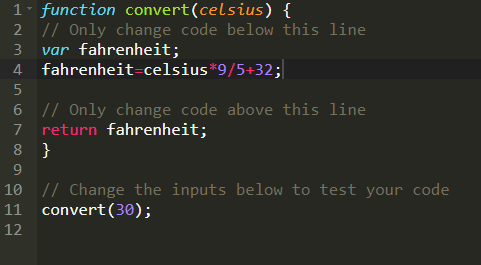 1 function convert(celsius) {
2 // Only change code below this line
3 var fahrenheit;
4 fahrenheit=celsius*9/5+32;
5
6 // Only change code above this line
7 return fahrenheit;
8 }
9
10 // Change the inputs below to test your code
11 convert(30);
12